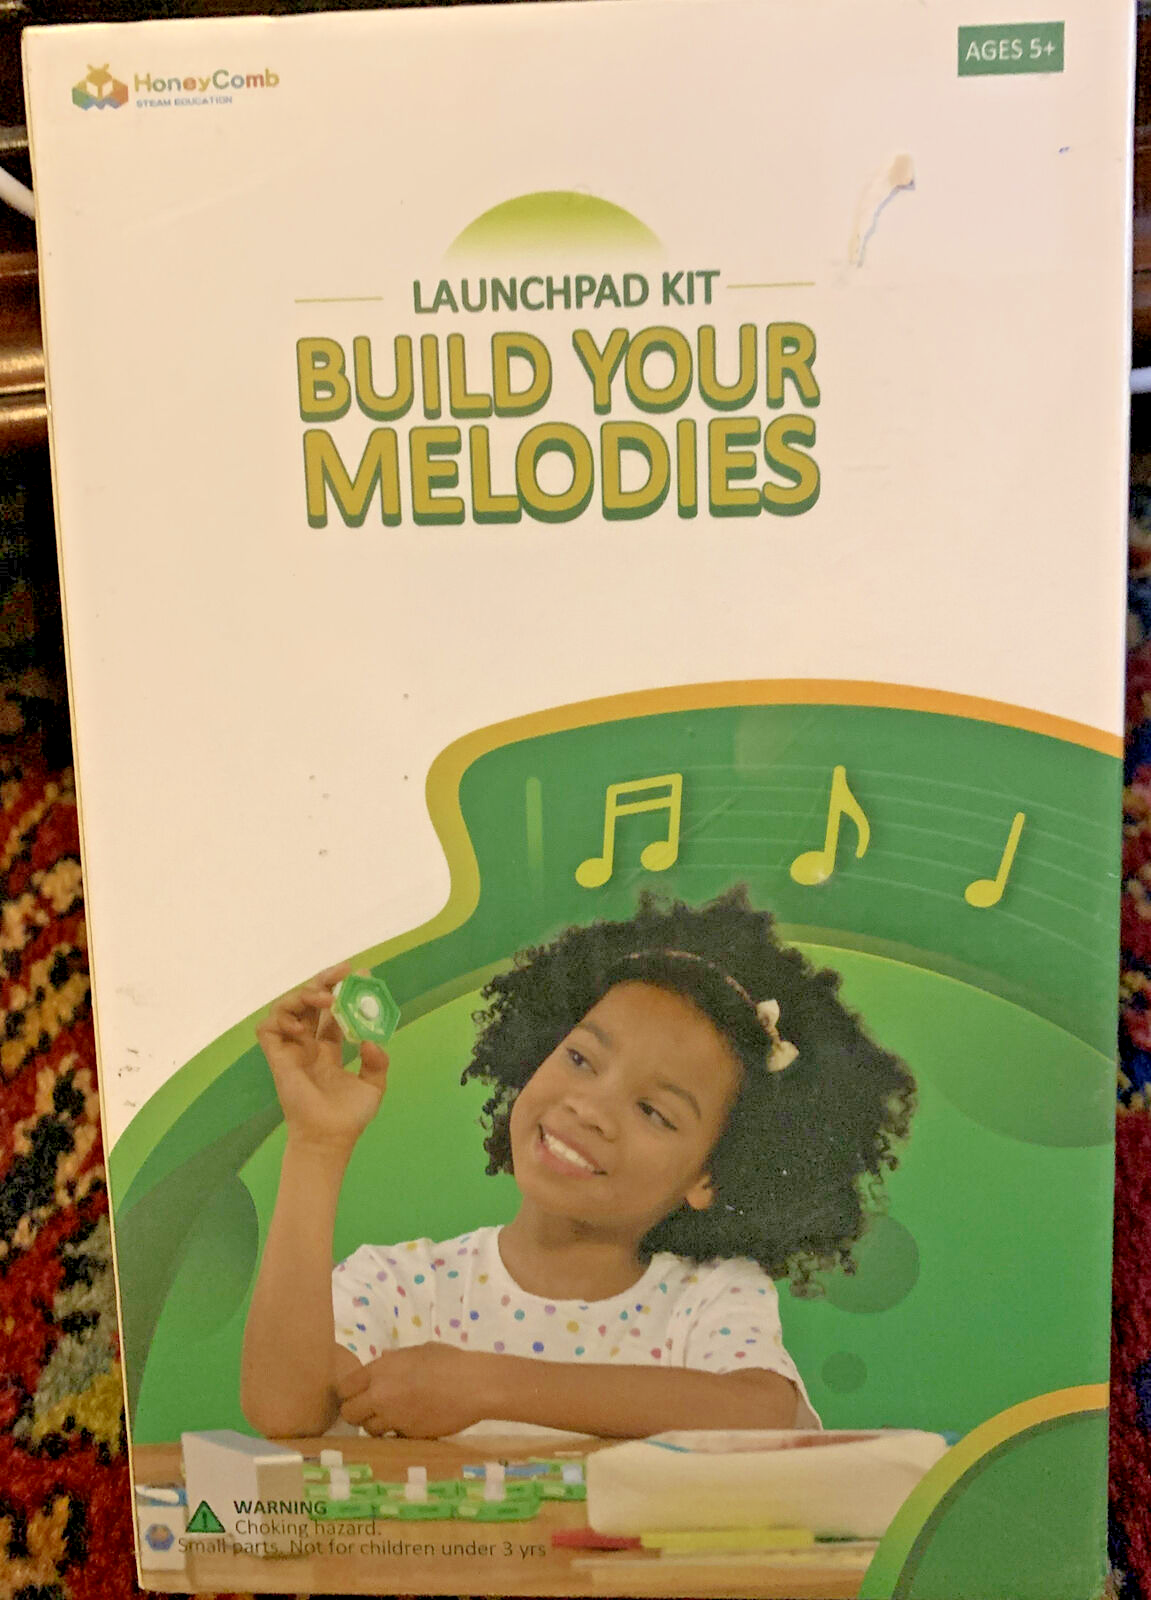 HoneyComb
STEAM EDUCATION
AGES 5+
LAUNCHPAD KIT
BUILD YOUR
MELODIES
WARNING
Choking hazard.
Small parts. Not for children under 3 yrs